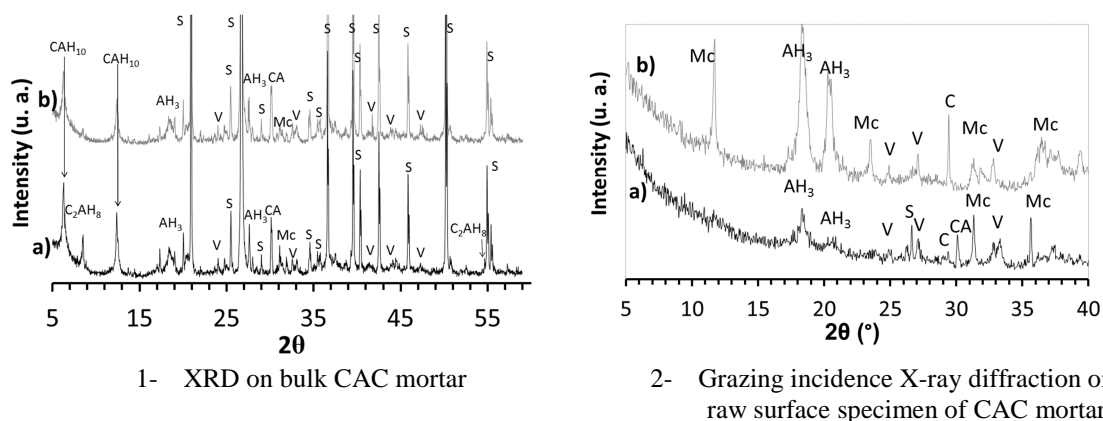 Intensity (u. a.)
b)
a)
CAH10
CAH10
AH3
S
V
S
S
AH3
CA
S
Mc
V
S
S
S
S
S
S
V
S
V
V
S
S
C2AH8
AH3
V
S
S
AH3
CA
Mc
V
S
S
V
V
V
C2AH8
5 15 25 35 45 55
2θ
1- XRD on bulk CAC mortar
Intensity (u. a.)
b)
a)
Mc
AH3
AH3
Mc
V
V
C
Mc
V
Mc
AH3
AH3
V
S
V
C
CA
Mc
V
Mc
5 10 15 20 25 30 35 40
2θ (°)
2- Grazing incidence X-ray diffraction
raw surface specimen of CAC mortar